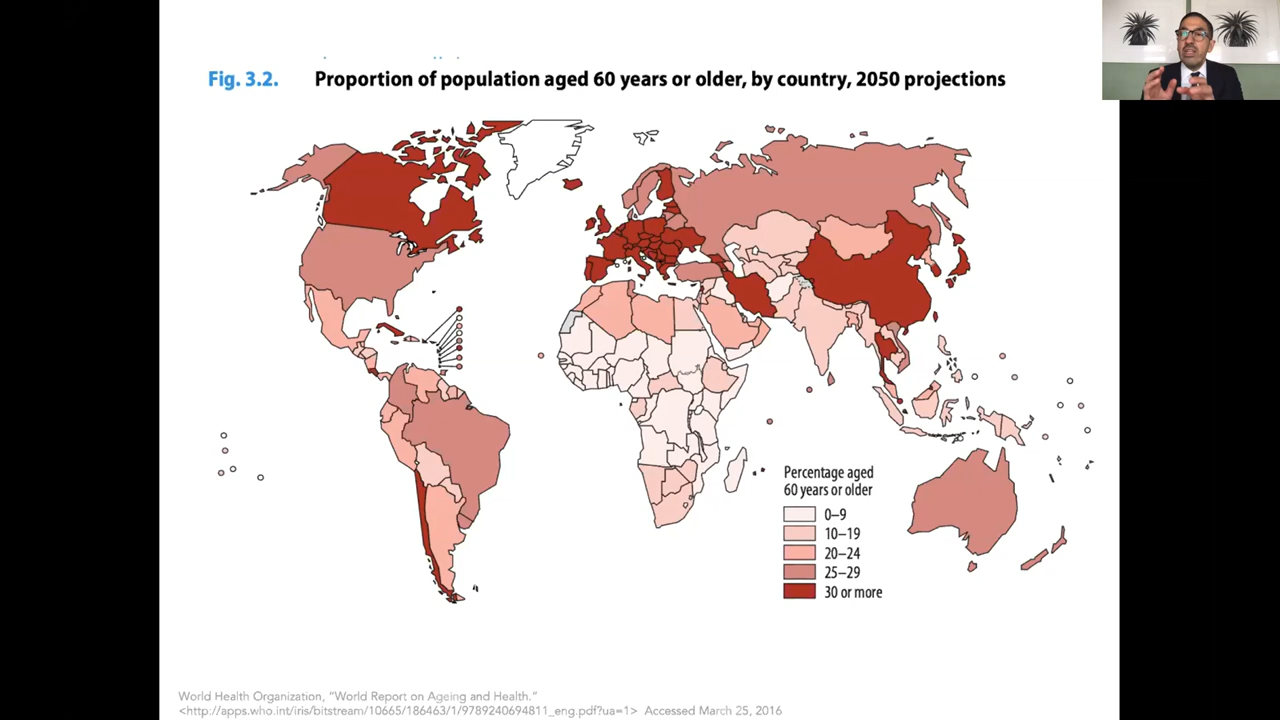 Fig. 3.2. Proportion of population aged 60 years or older, by country, 2050 projections
Percentage aged
60 years or older
0–9
10–19
20–24
25–29
30 or more
World Health Organization, "World Report on Ageing and Health."
<http://apps.who.int/iris/bitstream/10665/186463/1/9789240694811_eng.pdf?ua=1> Accessed March 25, 2016